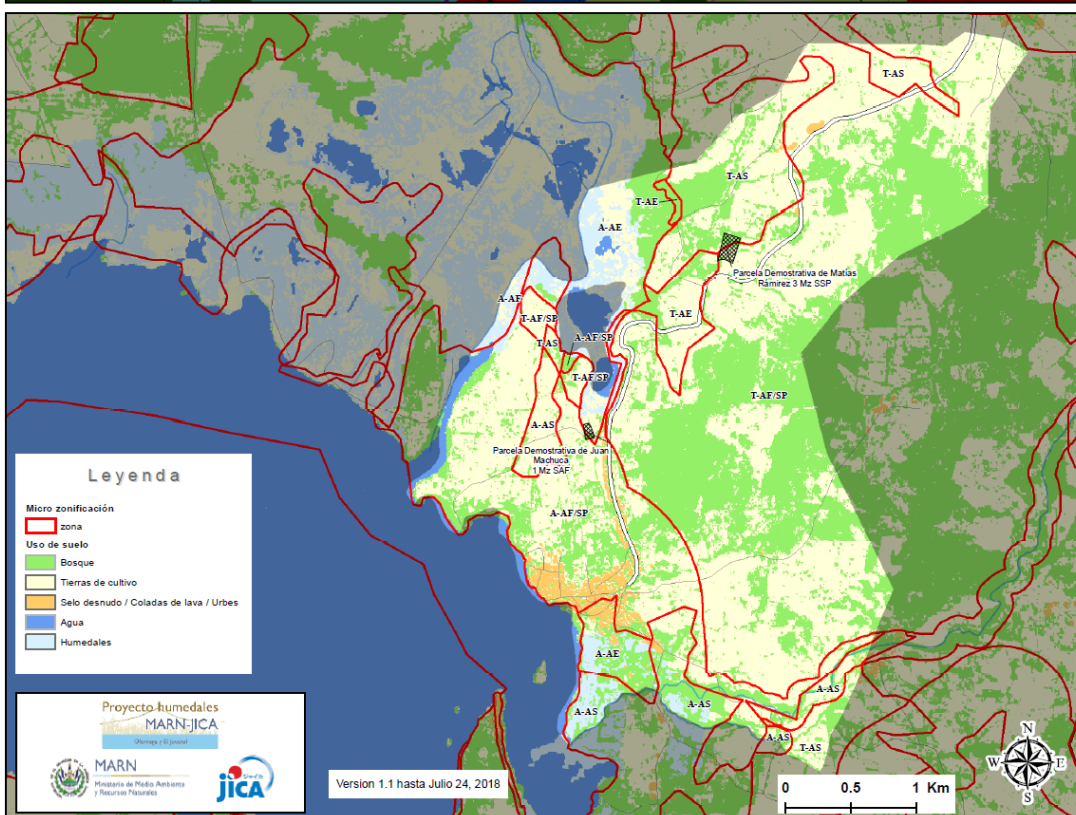 T-AS
T-AS
T-AE
A-AE
Parcela Demostrativa de Matias
Ramirez 3 Mz SSP
A-AF
T-AF/SP
T-AE
T-AS
A-AF/SP
T-AF/SP
T-AF/SP
A-AS
Parcela Demostrativa de Juan
Machuca
1 Mz SAF
A-AF/SP
Leyenda
Micro zonificación
zona
Uso de suelo
Bosque
Tierras de cultivo
Selo desnudo / Coladas de lava / Urbes
Agua
Humedales
A-AE
A-AS
A-AS
A-AS
A-AS
T-AS
Proyecto humedales
MARN-JICA
MARN
Ministerio de Medio Ambiente
y Recursos Naturales
JICA
Version 1.1 hasta Julio 24, 2018
0 0.5 1 Km
N
W E
S